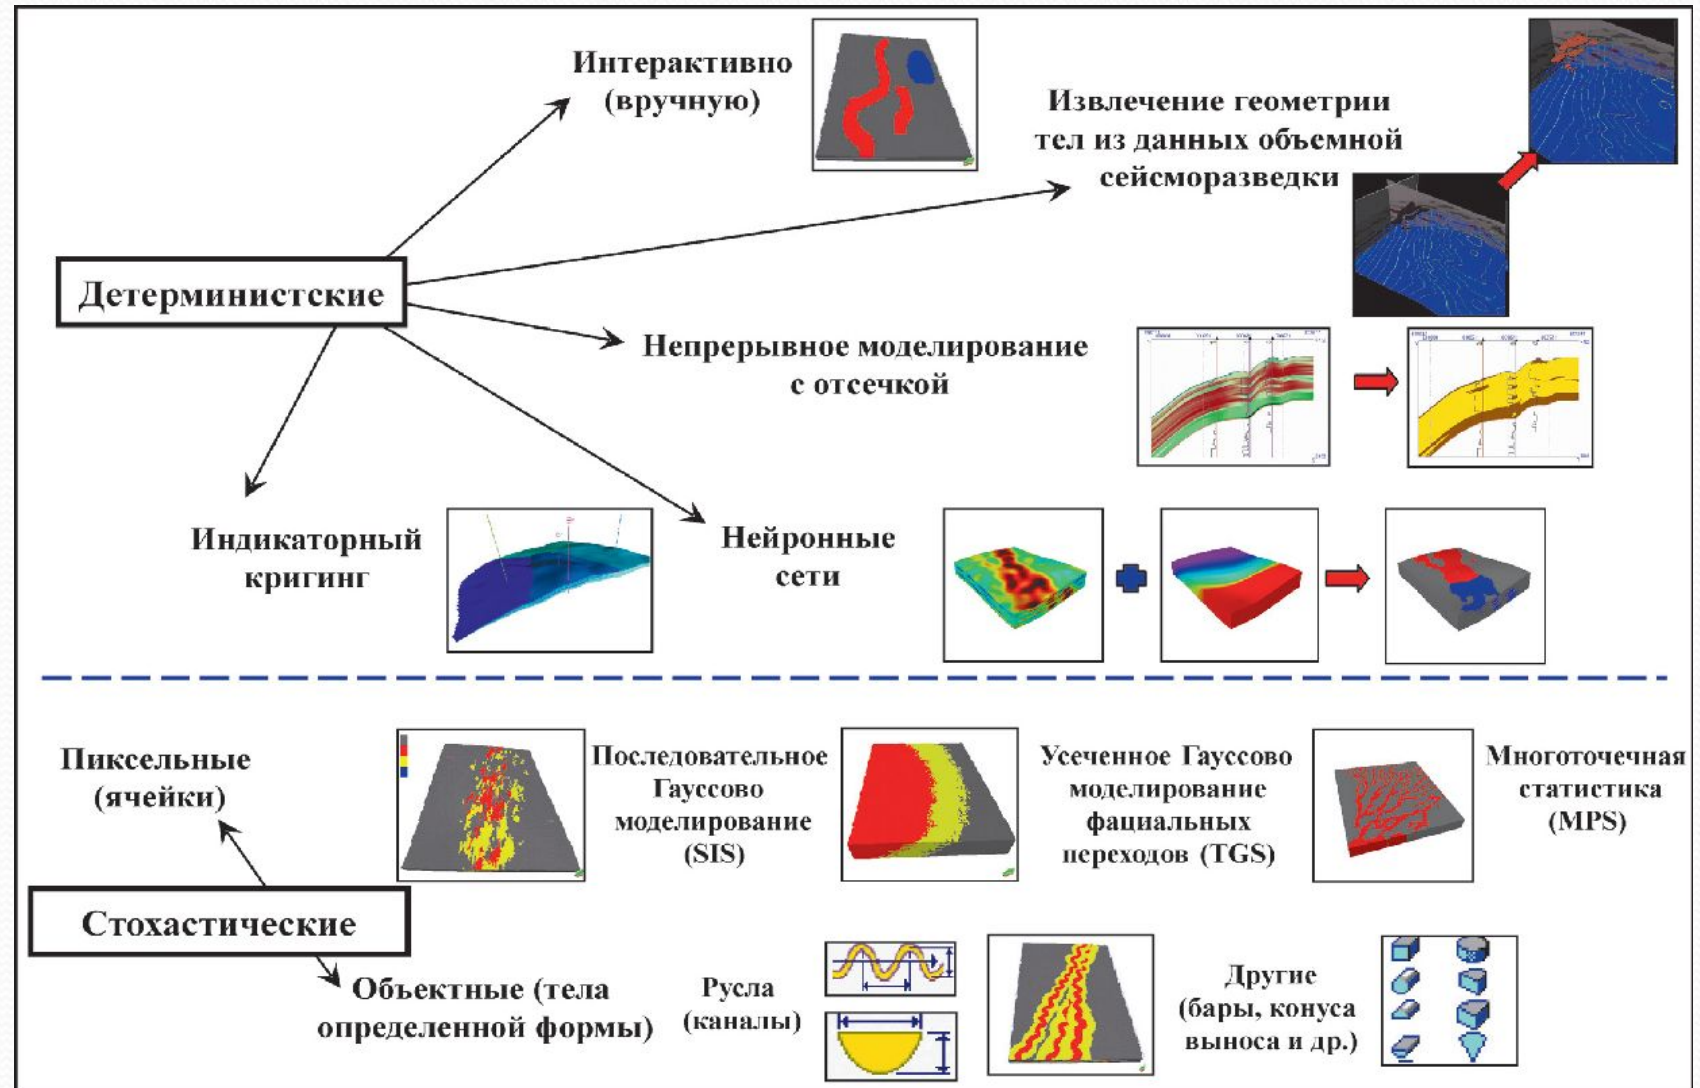 Интерактивно
(вручную)
Извлечение геометрии
тел из данных объемной
сейсморазведки
Детерминистские
Непрерывное моделирование
с отсечкой
Индикаторный
кригинг
Нейронные
сети
Пиксельные
(ячейки)
Последовательное
Гауссово
моделирование
(SIS)
Усеченное Гауссово
моделирование
фациальных
переходов (TGS)
Многоточечная
статистика
(MPS)
Стохастические
Объектные (тела
определенной формы)
Русла
(каналы)
Другие
(бары, конуса
выноса и др.)